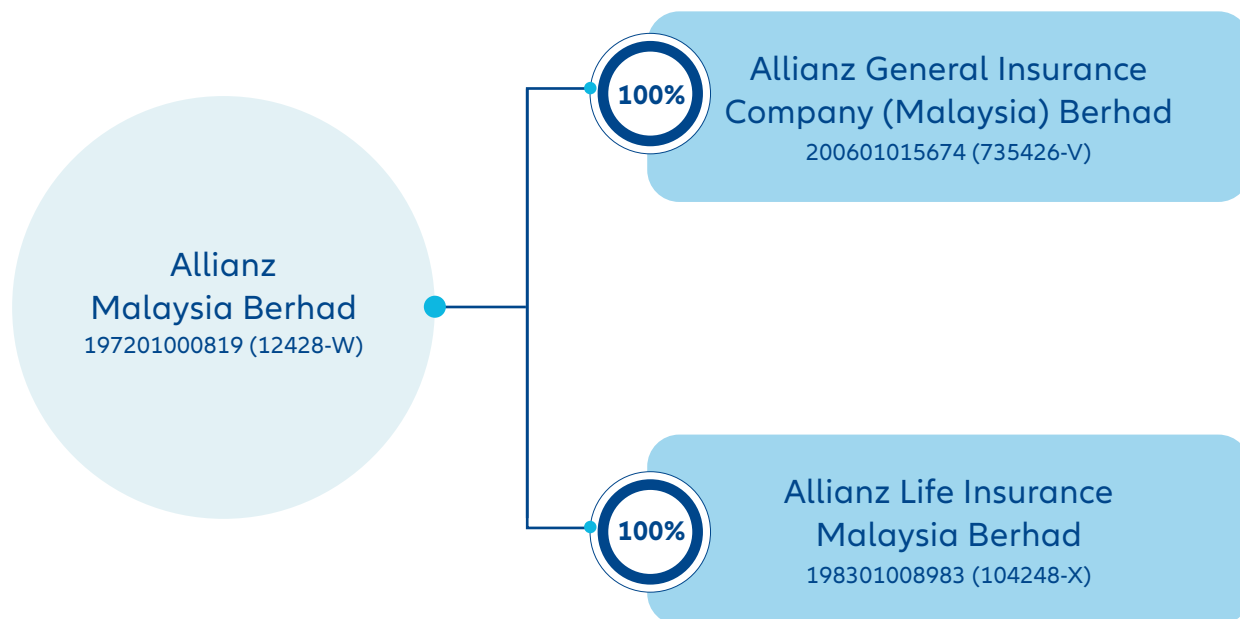 Allianz
Malaysia Berhad
197201000819 (12428-W)
100%
Allianz General Insurance
Company (Malaysia) Berhad
200601015674 (735426-V)
100%
Allianz Life Insurance
Malaysia Berhad
198301008983 (104248-X)